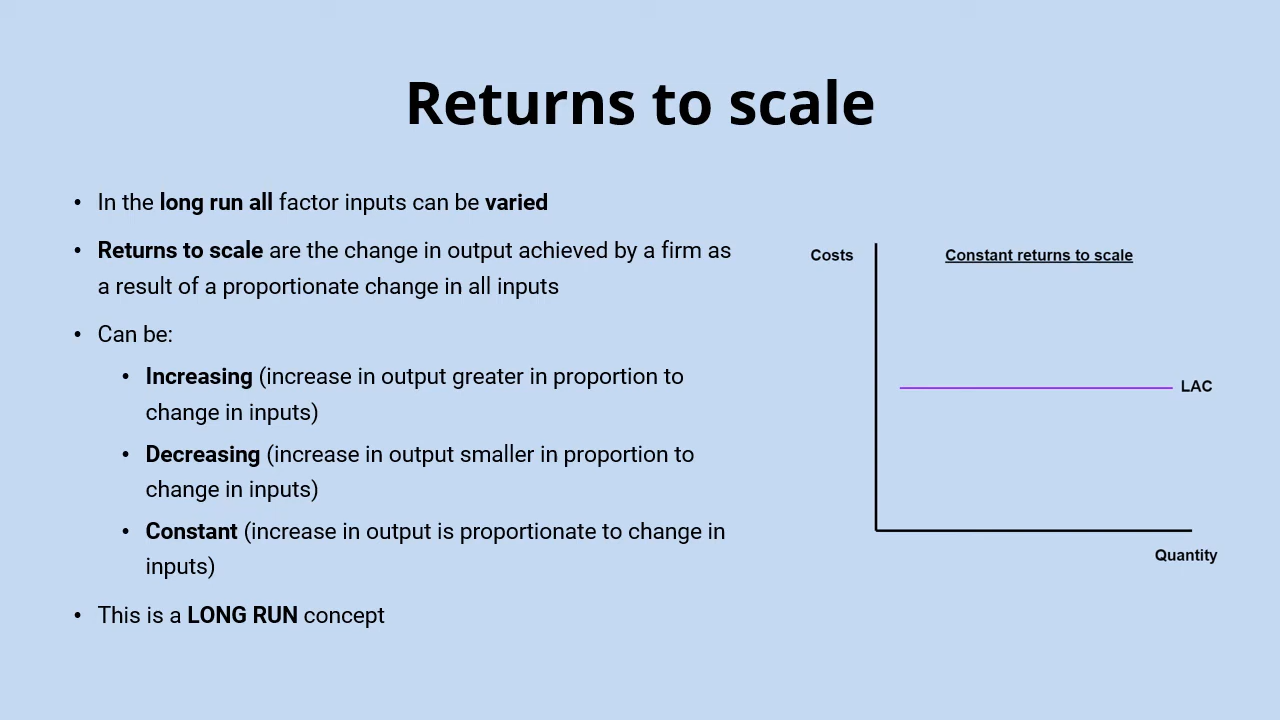 Returns to scale
• In the long run all factor inputs can be varied
• Returns to scale are the change in output achieved by a firm as
a result of a proportionate change in all inputs
• Can be:
• Increasing (increase in output greater in proportion to
change in inputs)
• Decreasing (increase in output smaller in proportion to
change in inputs)
• Constant (increase in output is proportionate to change in
inputs)
• This is a LONG RUN concept
Costs
Constant returns to scale
LAC
Quantity